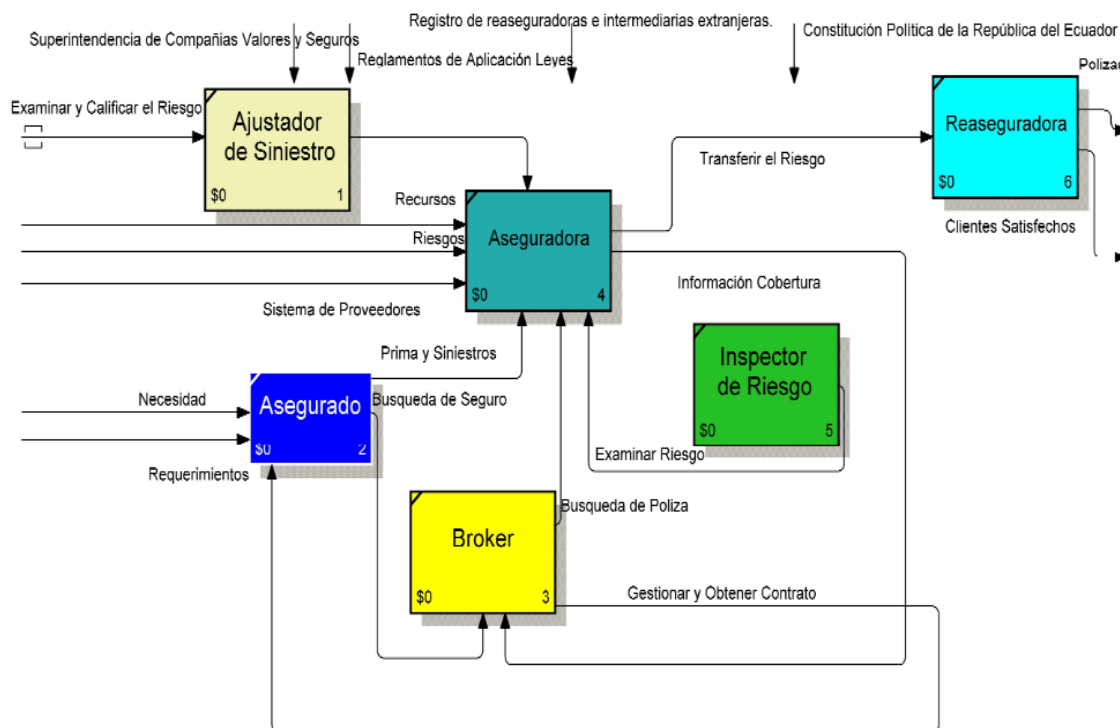 Registro de reaseguradoras e intermediarias extranjeras.
Superintendencia de Compañias Valores y Seguros
Constitución Política de la República del Ecuador
Reglamentos de Aplicación Leyes
Examinar y Calificar el Riesgo
Ajustador
de Siniestro
$0 1
Reaseguradora
$0 6
Transferir el Riesgo
Clientes Satisfechos
Recursos
Riesgos
Sistema de Proveedores
Aseguradora
$0 4
Información Cobertura
Inspector
de Riesgo
$0 5
Prima y Siniestros
Necesidad
Asegurado
$0 2
Busqueda de Seguro
Requerimientos
Examinar Riesgo
Busqueda de Poliza
Broker
$0 3
Gestionar y Obtener Contrato